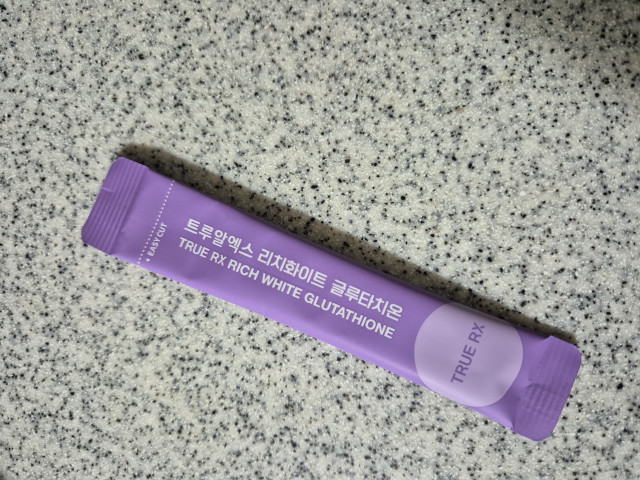 EASY CUT
트루알엑스 리치화이트 글루타치온
TRUE RX RICH WHITE GLUTATHIONE
TRUE RX